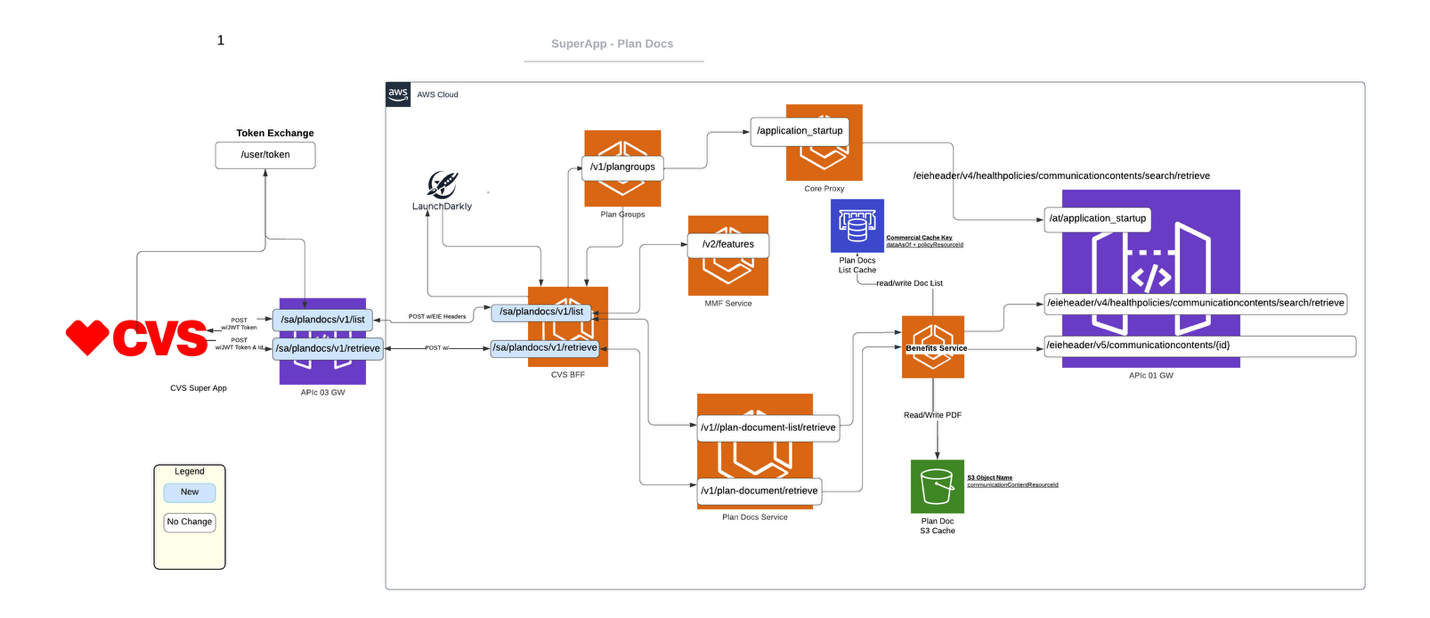 1
SuperApp - Plan Docs
aws
AWS Cloud
Token Exchange
/user/token
/v1/plangroups
Plan Groups
/application_startup
Core Proxy
/eieheader/v4/healthpolicies/communicationcontents/search/retrieve
LaunchDarkly
/at/application_startup
/v2/features
MMF Service
Commercial Cache Key
dataAsOf + policyResourceId
Plan Docs
List Cache
read/write Doc List
CVS
CVS Super App
POST
w/JWT Token
POST
w/JWT Token & Id
/sa/plandocs/v1/list
/sa/plandocs/v1/retrieve
APIc 03 GW
POST w/EIE Headers
POST w/
/sa/plandocs/v1/list
/sa/plandocs/v1/retrieve
CVS BFF
Benefits Service
/eieheader/v4/healthpolicies/communicationcontents/search/retrieve
/eieheader/v5/communicationcontents/{id}
APIc 01 GW
Read/Write PDF
/v1//plan-document-list/retrieve
/v1/plan-document/retrieve
Plan Docs Service
S3 Object Name
communicationContentResourceId
Plan Doc
S3 Cache
Legend
New
No Change